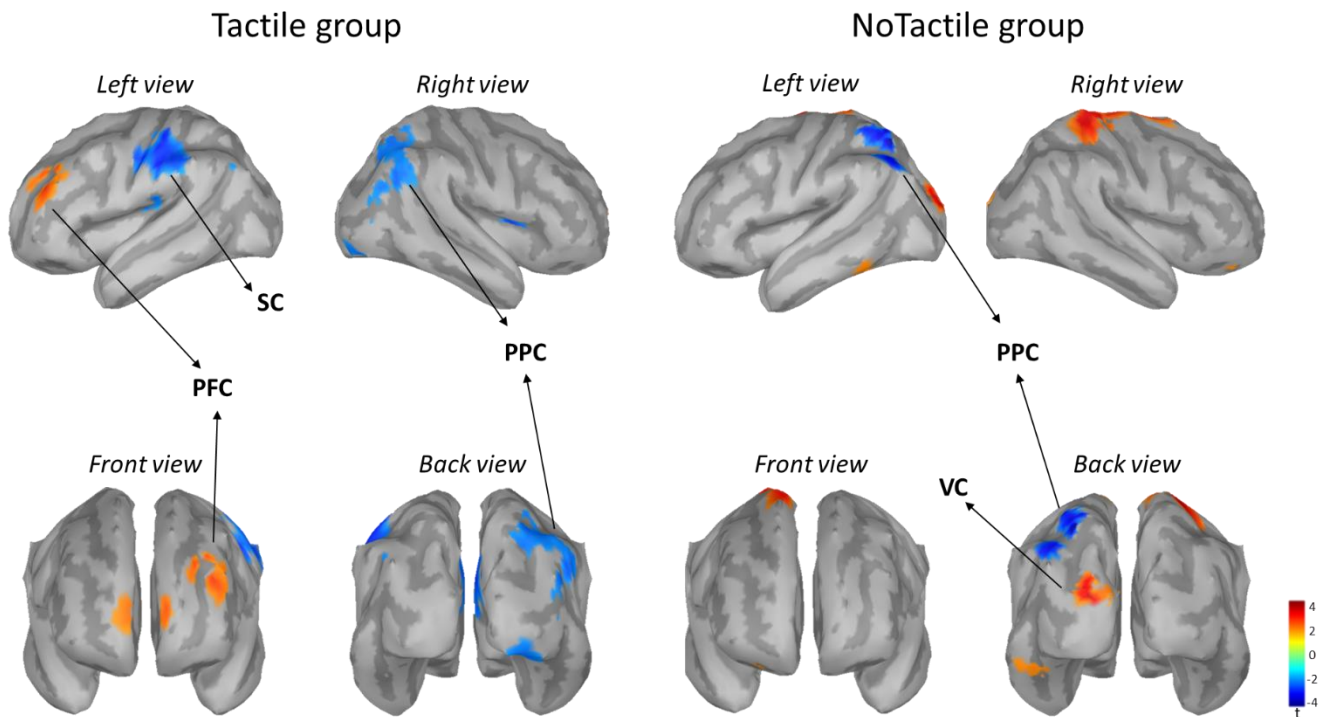 Tactile group
NoTactile group
Left view
Right view
Left view
Right view
SC
PPC
PPC
PFC
Front view
Back view
Front view
Back view
VC
4
2
0
-2
-4
t